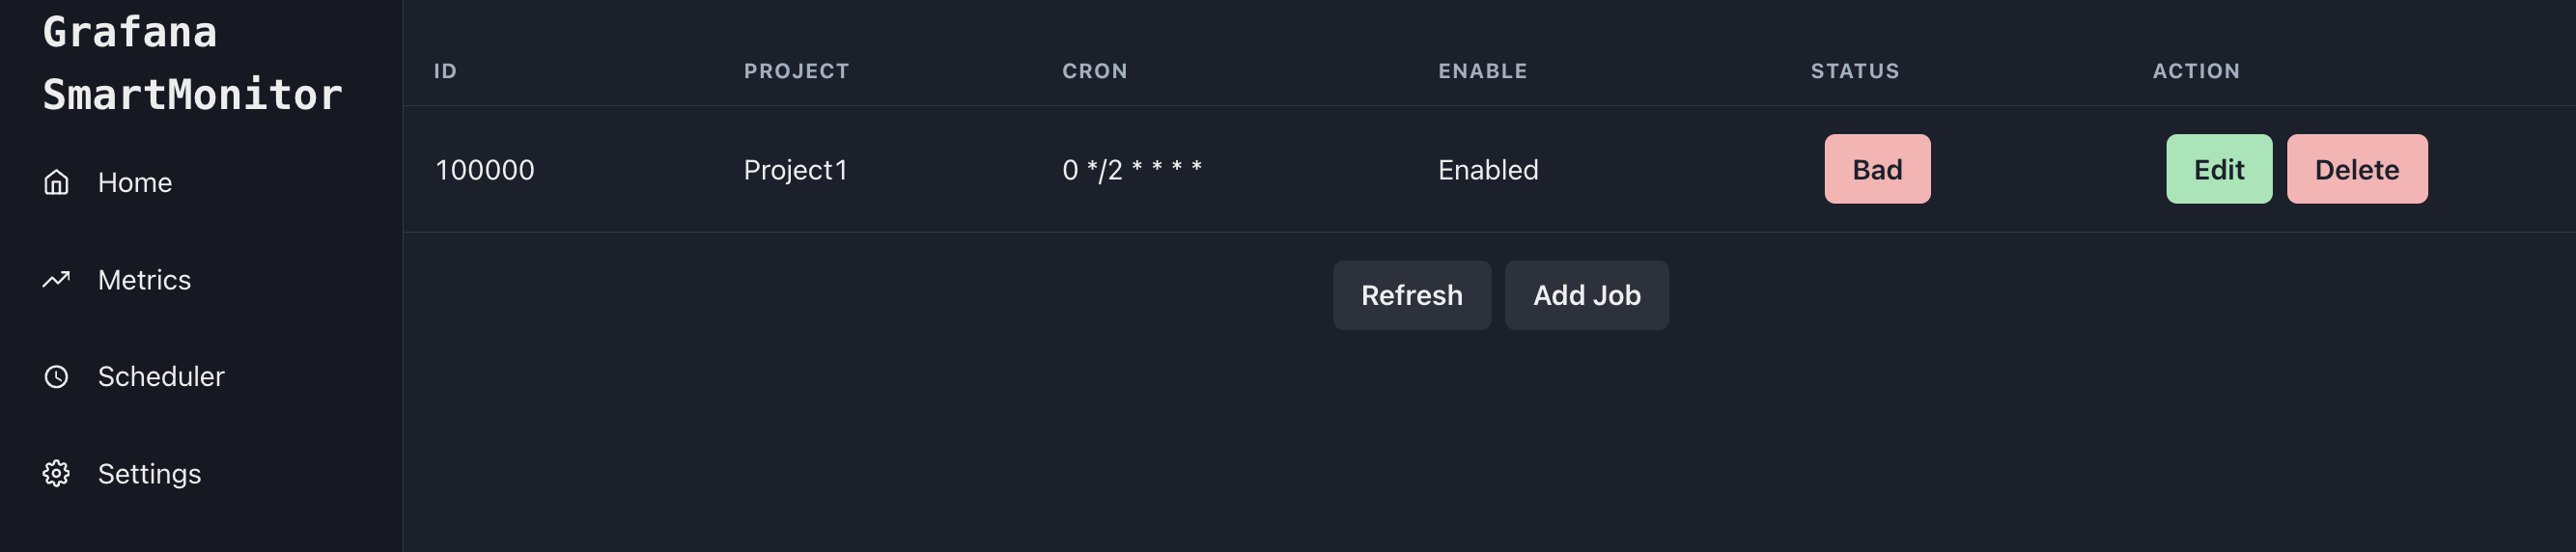 Grafana
SmartMonitor
Home
Metrics
Scheduler
Settings
ID PROJECT CRON ENABLE STATUS ACTION
100000 Project1 0 */2 * * * * Enabled Bad Edit Delete
Refresh Add Job